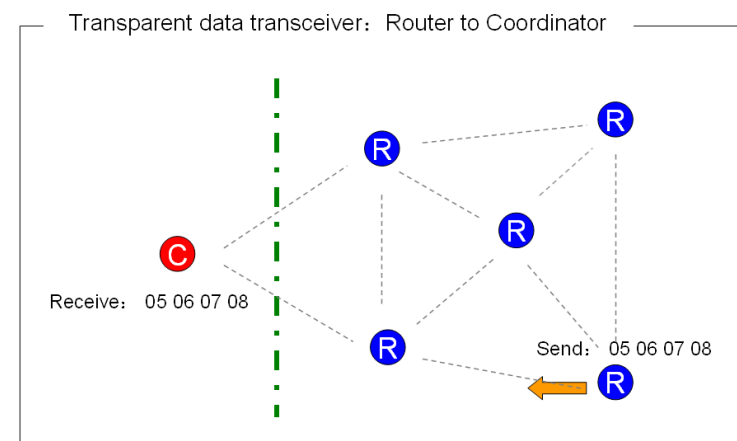 Transparent data transceiver：Router to Coordinator
R
R
R
C
Receive： 05 06 07 08
R
Send： 05 06 07 08
R